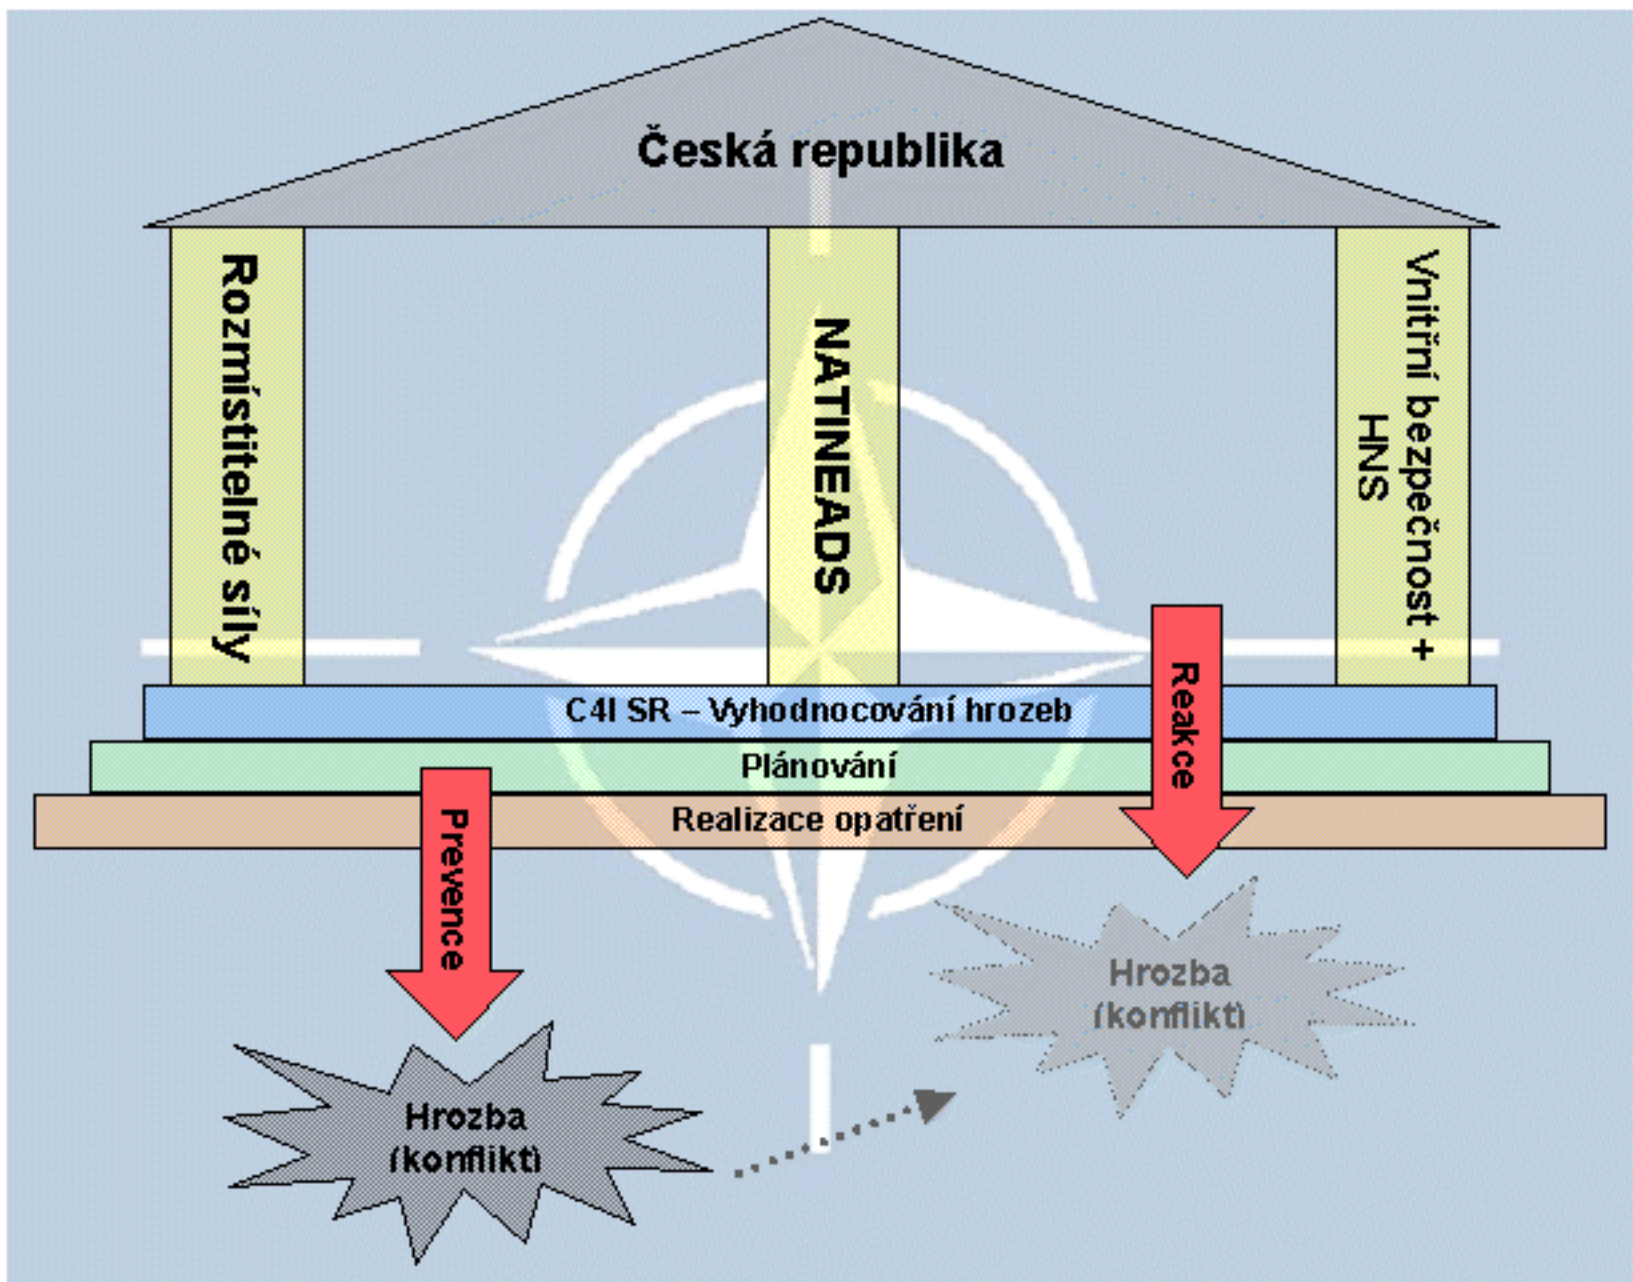 Česká republika
Rozmístitelné síly
NATINEADS
Vnitřní bezpečnost +
HNS
C4I SR – Vyhodnocování hrozeb
Plánování
Realizace opatření
Reakce
Prevence
Hrozba
(konflikt)
Hrozba
(konflikt)